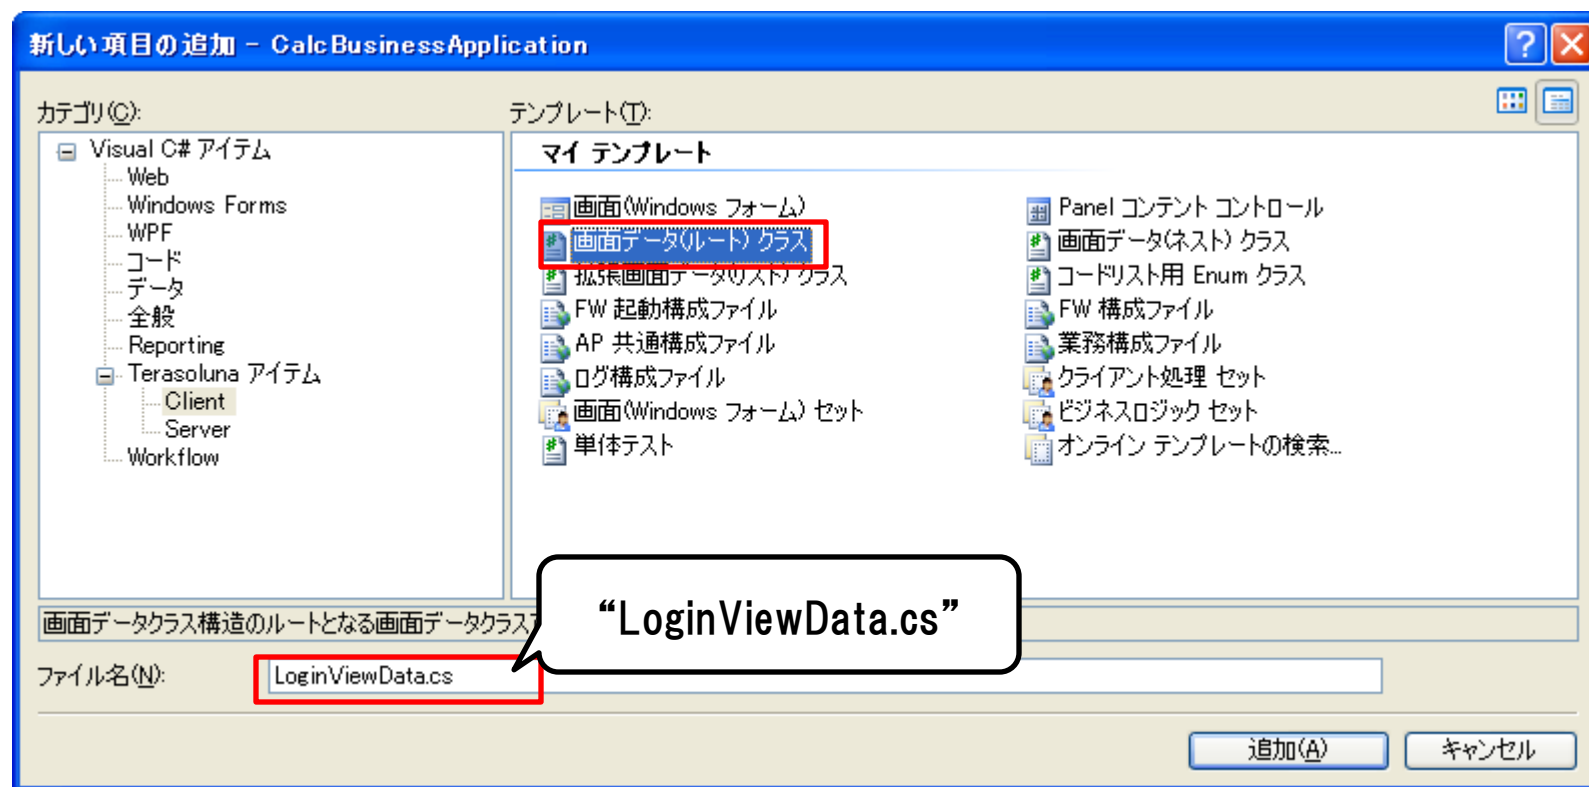 新しい項目の追加 - CalcBusinessApplication
カテゴリ(C):
テンプレート(T):
Visual C# アイテム
Web
Windows Forms
WPF
コード
データ
全般
Reporting
Terasoluna アイテム
Client
Server
Workflow
マイ テンプレート
画面(Windows フォーム)
Panel コンテント コントロール
画面データ(ルート) クラス
画面データ(ネスト) クラス
拡張画面データ(リスト) クラス
コードリスト用 Enum クラス
FW 起動構成ファイル
FW 構成ファイル
AP 共通構成ファイル
業務構成ファイル
ログ構成ファイル
クライアント処理 セット
画面(Windows フォーム) セット
ビジネスロジック セット
単体テスト
オンライン テンプレートの検索...
画面データクラス構造のルートとなる画面データクラス
“LoginViewData.cs”
ファイル名(N):
LoginViewData.cs
追加(A)
キャンセル